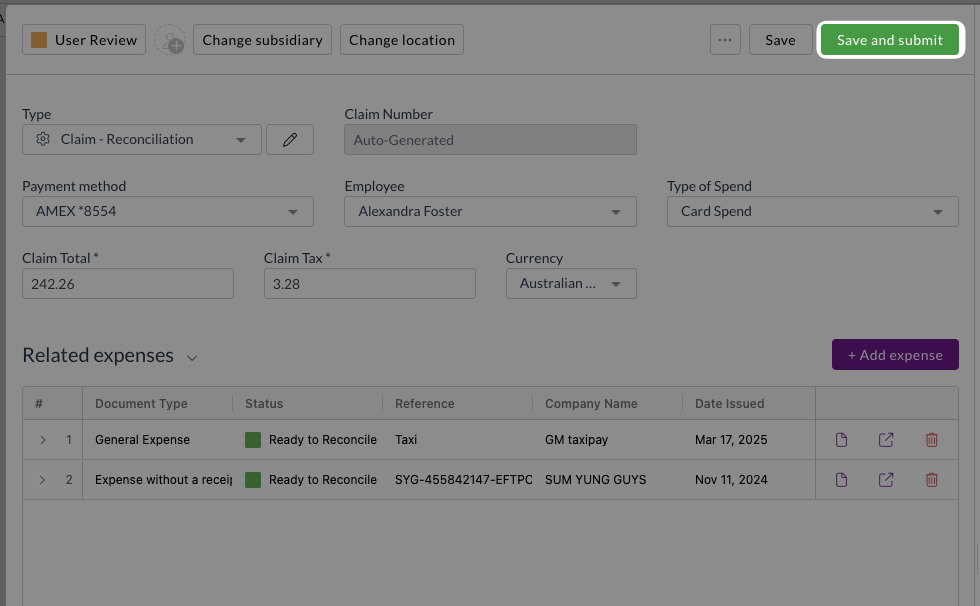 User Review Change subsidiary Change location ... Save Save and submit
Type Claim Number
Claim - Reconciliation Auto-Generated
Payment method Employee Type of Spend
AMEX *8554 Alexandra Foster Card Spend
Claim Total * Claim Tax * Currency
242.26 3.28 Australian ...
Related expenses + Add expense
# Document Type Status Reference Company Name Date Issued
1 General Expense Ready to Reconcile Taxi GM taxipay Mar 17, 2025
2 Expense without a receip Ready to Reconcile SYG-455842147-EFTPO SUM YUNG GUYS Nov 11, 2024